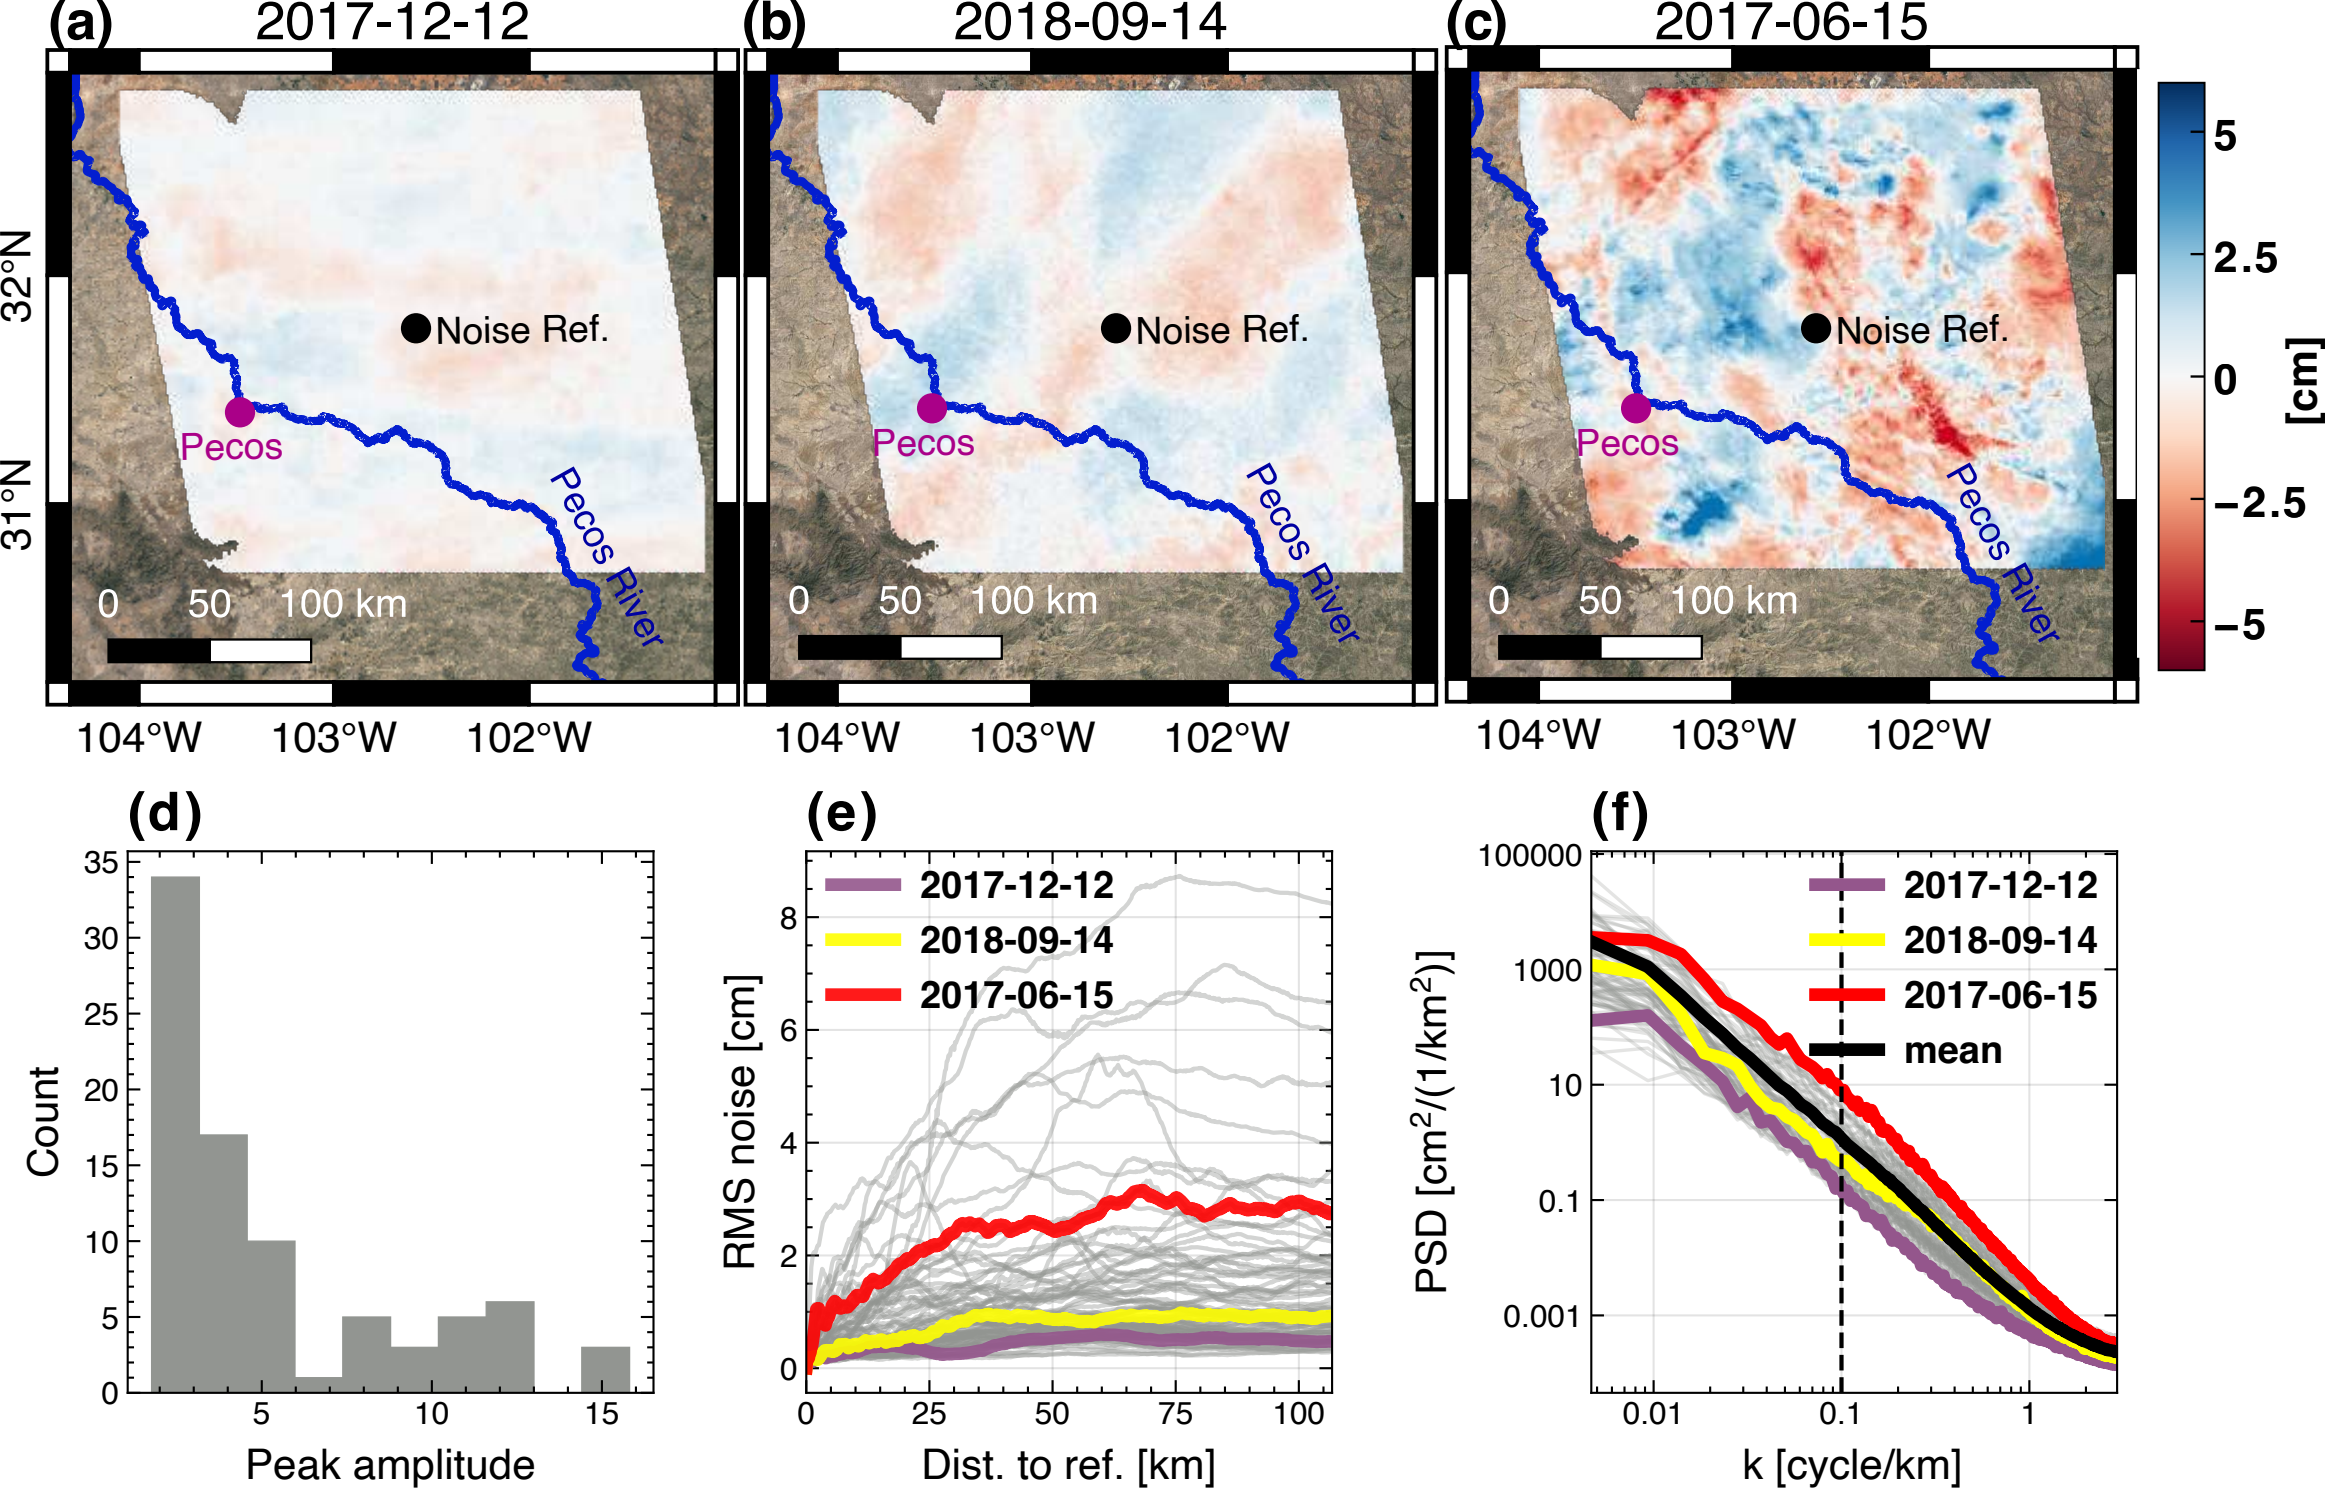 (a) 2017-12-12
(b) 2018-09-14
(c) 2017-06-15
32°N
31°N
Noise Ref.
Pecos
Pecos River
0 50 100 km
104°W 103°W 102°W
Noise Ref.
Pecos
Pecos River
0 50 100 km
104°W 103°W 102°W
Noise Ref.
Pecos
Pecos River
0 50 100 km
104°W 103°W 102°W
5
2.5
0
−2.5
−5
[cm]
(d)
35
30
25
20
15
10
5
0
Count
5 10 15
Peak amplitude
(e)
2017-12-12
2018-09-14
2017-06-15
8
6
4
2
0
RMS noise [cm]
0 25 50 75 100
Dist. to ref. [km]
(f)
2017-12-12
2018-09-14
2017-06-15
mean
100000
1000
10
0.1
0.001
PSD [cm²/(1/km²)]
0.01 0.1 1
k [cycle/km]